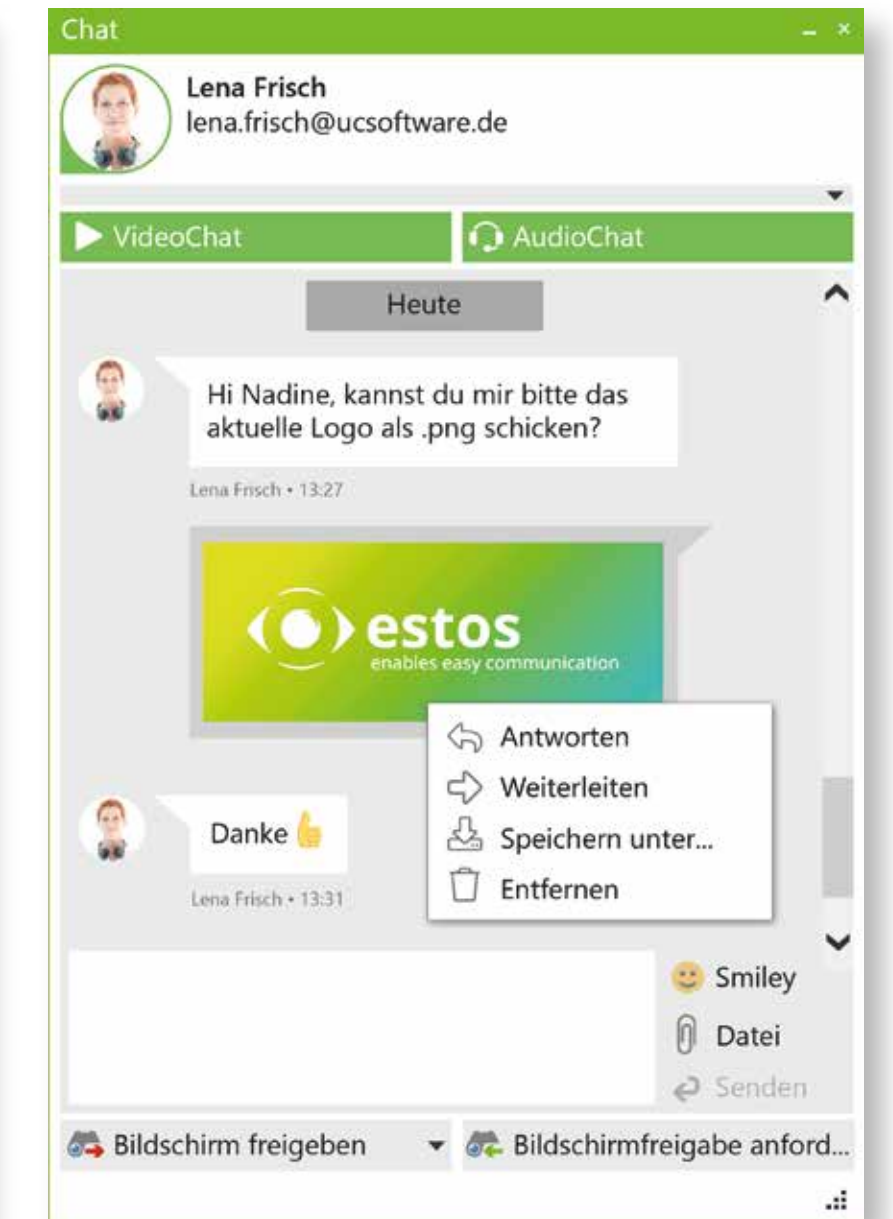 Chat
Lena Frisch
lena.frisch@ucsoftware.de
VideoChat
AudioChat
Heute
Hi Nadine, kannst du mir bitte das
aktuelle Logo als .png schicken?
Lena Frisch • 13:27
estos
enables easy communication
Antworten
Weiterleiten
Speichern unter...
Entfernen
Danke 👍
Lena Frisch • 13:31
Smiley
Datei
Senden
Bildschirm freigeben
Bildschirmfreigabe anford...